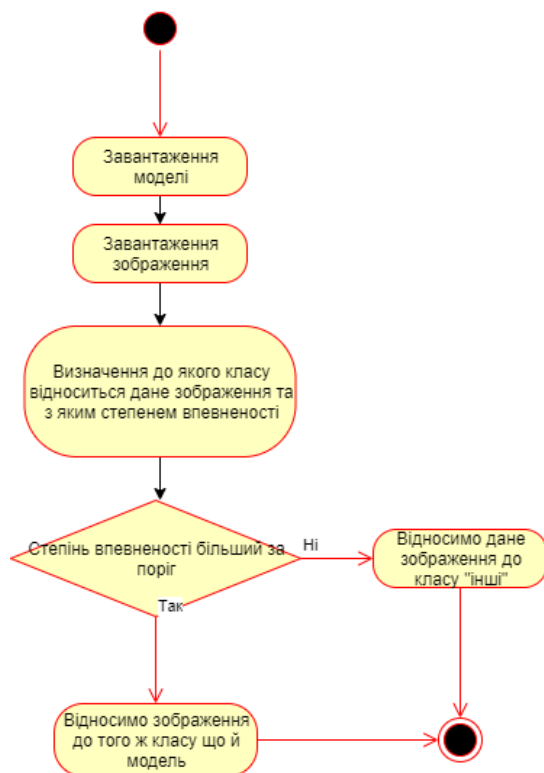 Завантаження
моделі
Завантаження
зображення
Визначення до якого класу
відноситься дане зображення та
з яким степенем впевненості
Степінь впевненості більший за
поріг
Ні
Відносимо дане
зображення до
класу "інші"
Так
Відносимо зображення
до того ж класу що й
модель